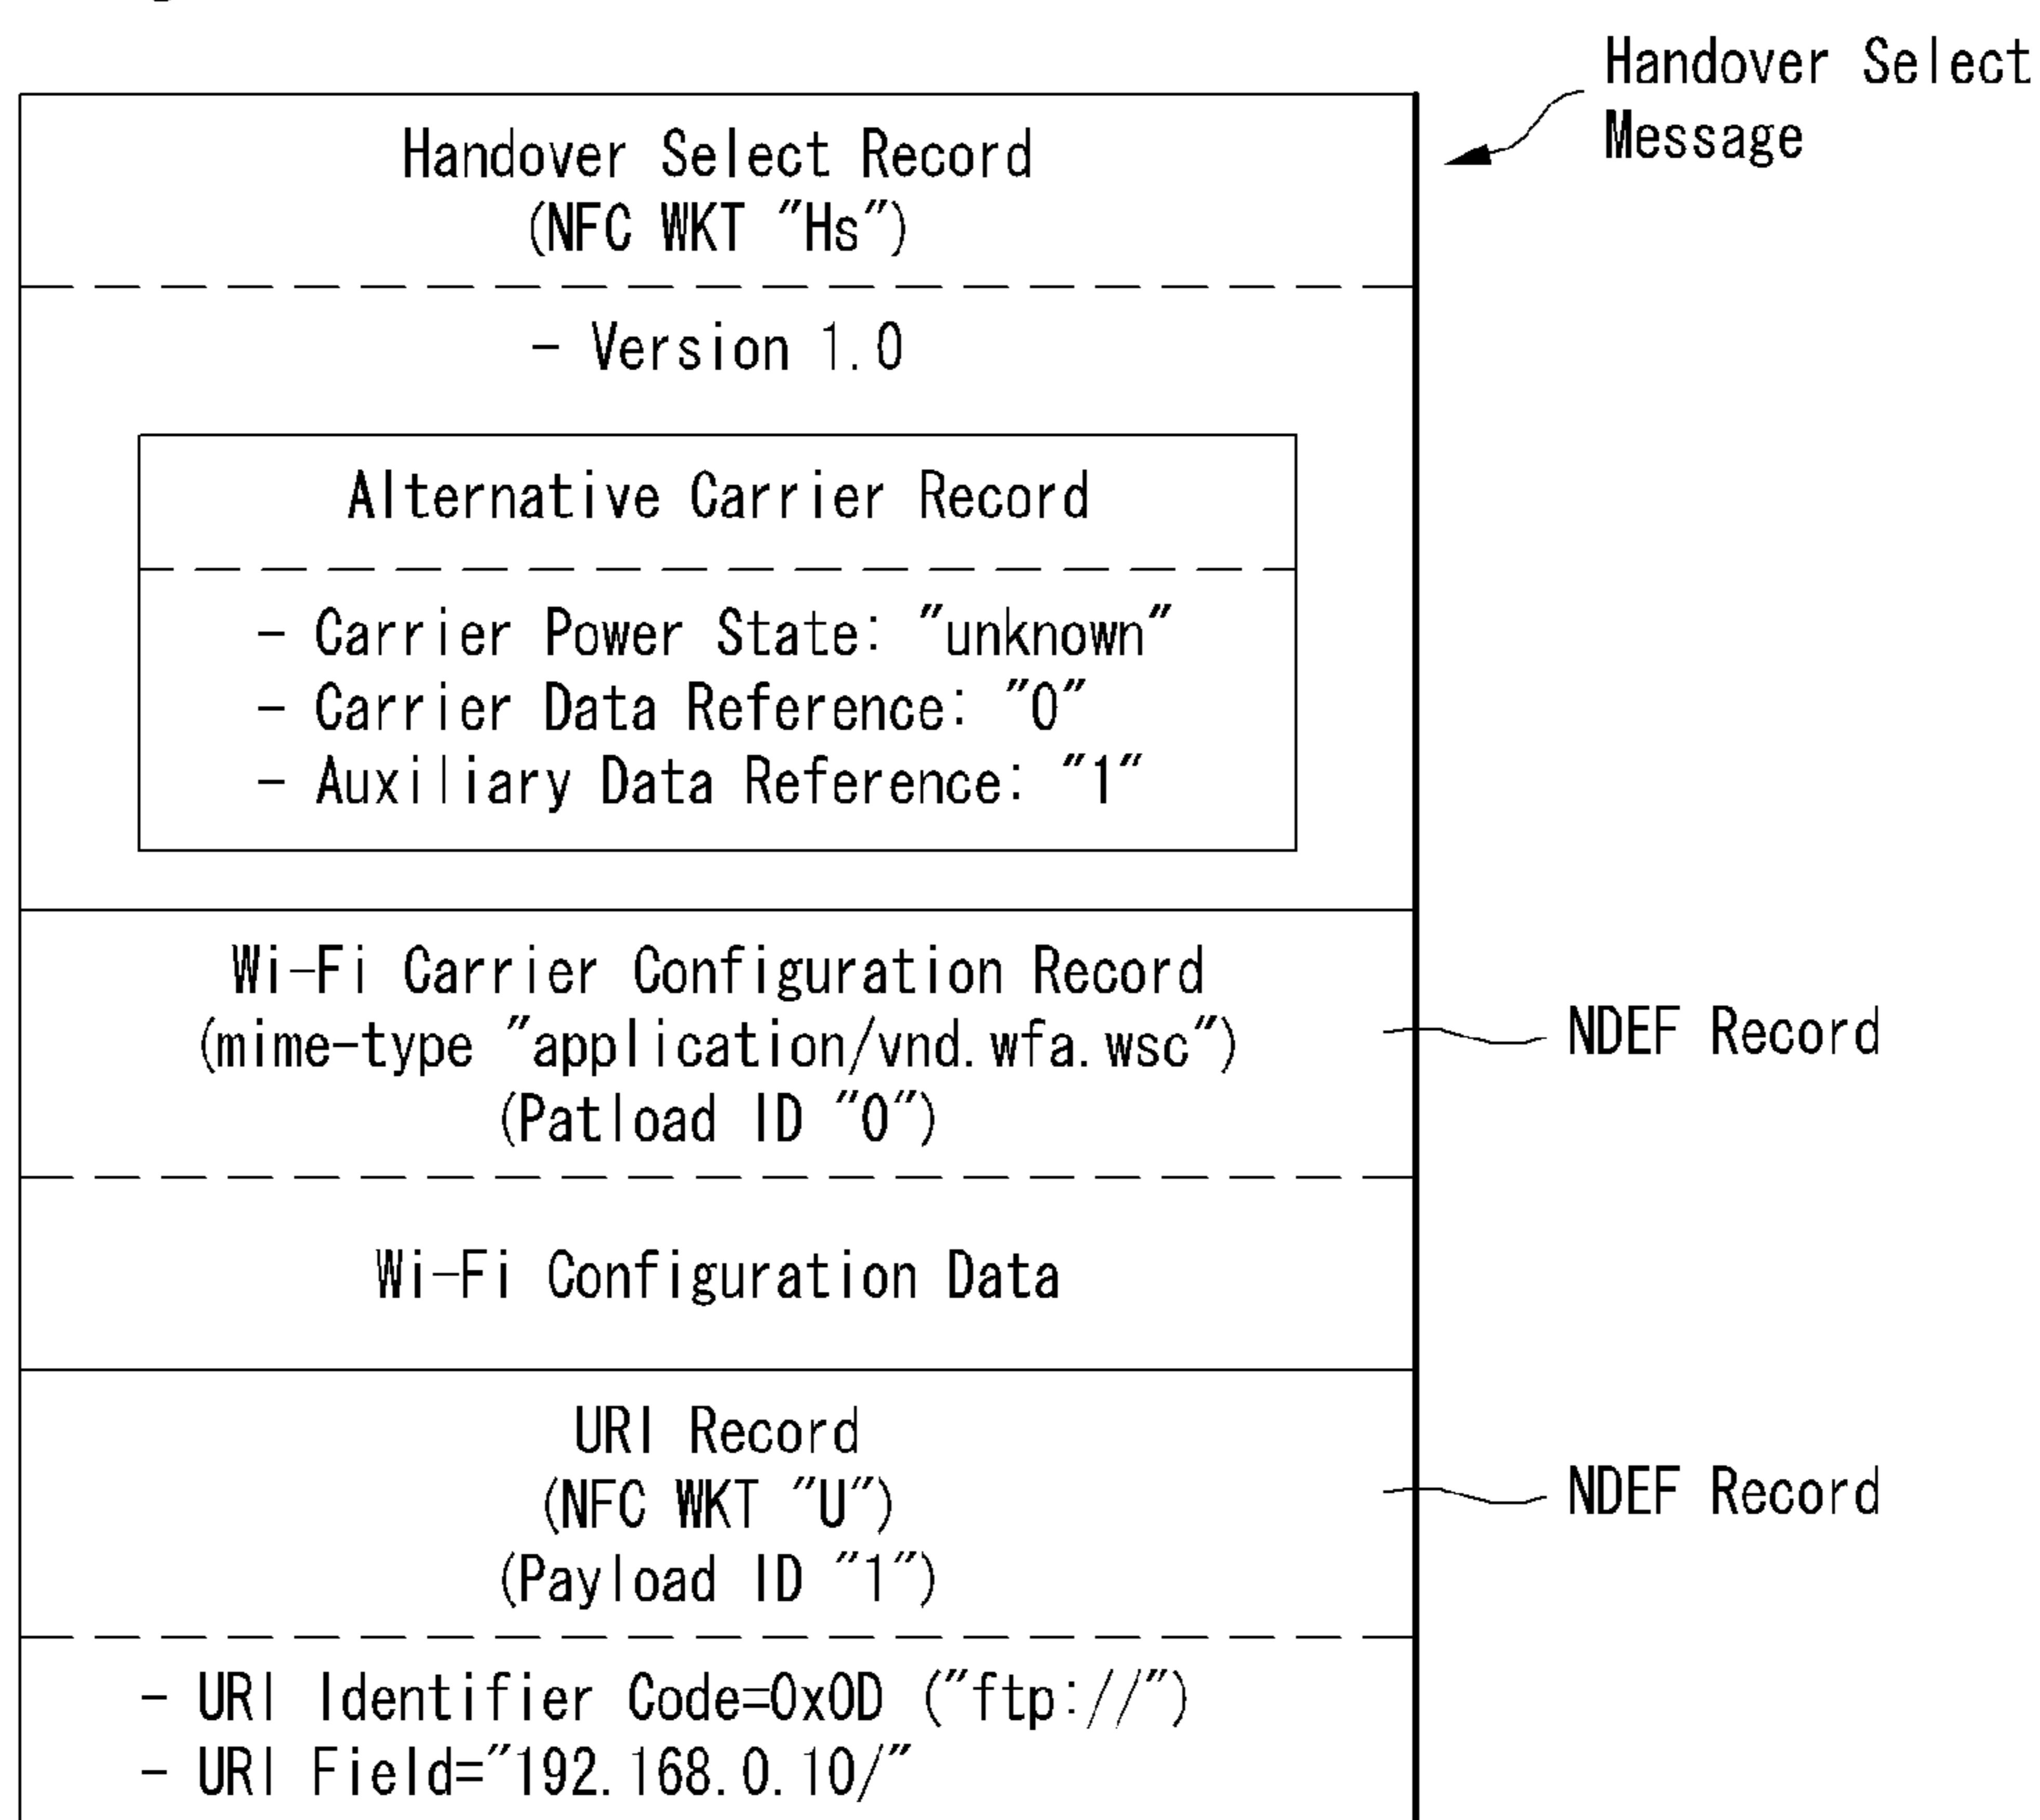 Handover Select
Message
Handover Select Record
(NFC WKT "Hs")
- Version 1.0
Alternative Carrier Record
- Carrier Power State: "unknown"
- Carrier Data Reference: "0"
- Auxiliary Data Reference: "1"
Wi-Fi Carrier Configuration Record
(mime-type "application/vnd.wfa.wsc")
(Patload ID "0")
NDEF Record
Wi-Fi Configuration Data
URI Record
(NFC WKT "U")
(Payload ID "1")
NDEF Record
- URI Identifier Code=0x0D ("ftp://")
- URI Field="192.168.0.10/"